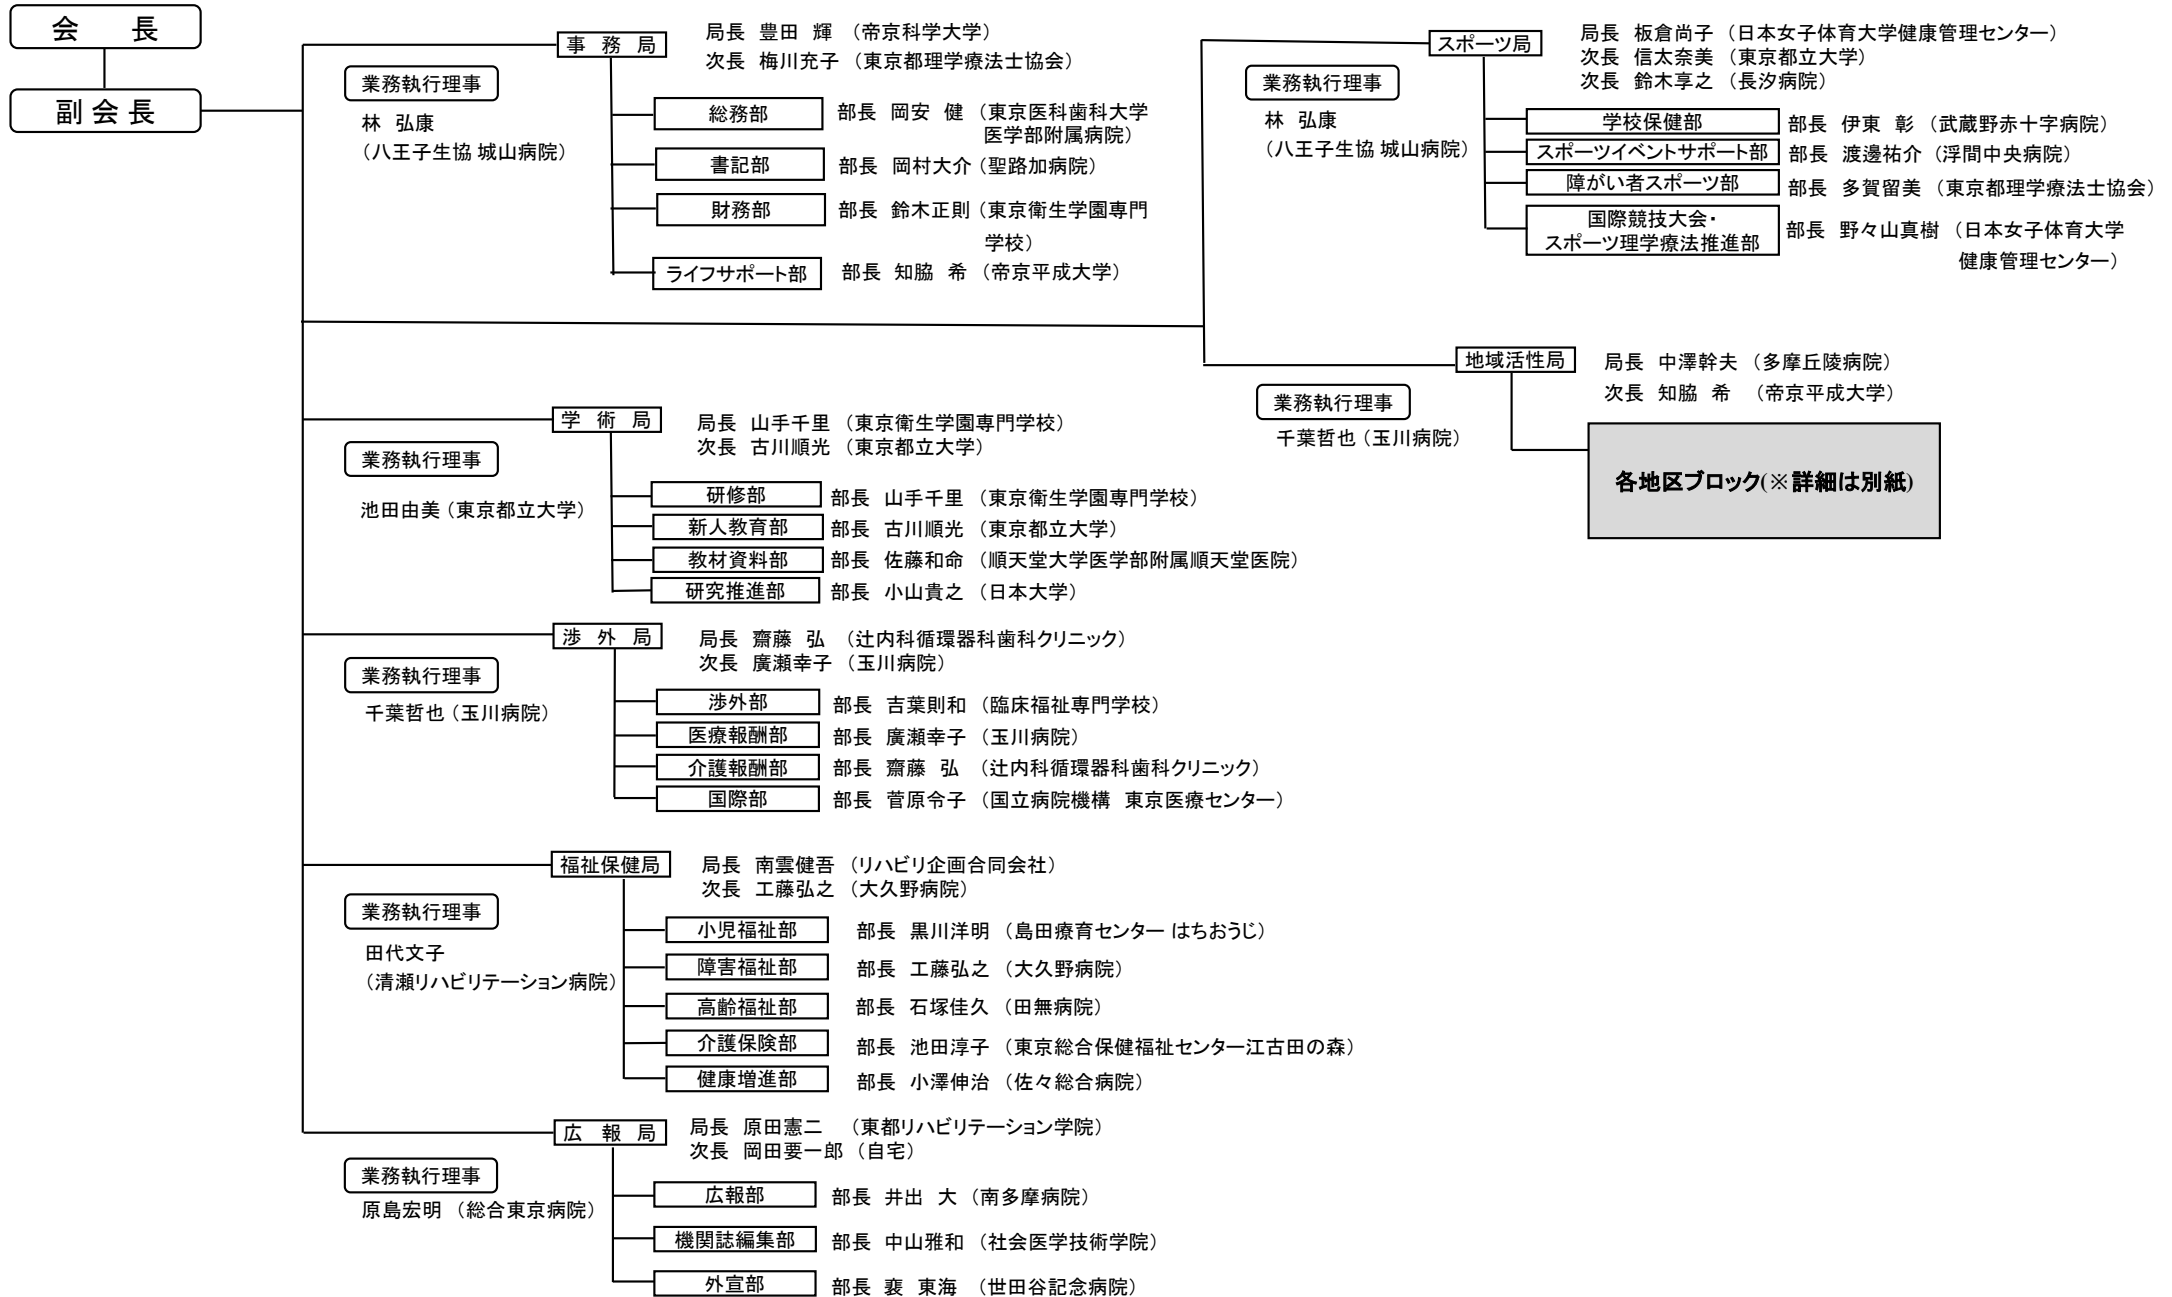 会　長
副 会 長
事 務 局
局長 豊田 輝 （帝京科学大学）
次長 梅川充子 （東京都理学療法士協会）
業務執行理事
林 弘康
（八王子生協 城山病院）
総務部
部長 岡安 健 （東京医科歯科大学
医学部附属病院）
書記部
部長 岡村大介 （聖路加病院）
財務部
部長 鈴木正則 （東京衛生学園専門
学校）
ライフサポート部
部長 知脇 希 （帝京平成大学）
学 術 局
局長 山手千里 （東京衛生学園専門学校）
次長 古川順光 （東京都立大学）
業務執行理事
池田由美 （東京都立大学）
研修部
部長 山手千里 （東京衛生学園専門学校）
新人教育部
部長 古川順光 （東京都立大学）
教材資料部
部長 佐藤和命 （順天堂大学医学部附属順天堂医院）
研究推進部
部長 小山貴之 （日本大学）
渉 外 局
局長 齋藤 弘 （辻内科循環器科歯科クリニック）
次長 廣瀬幸子 （玉川病院）
業務執行理事
千葉哲也 （玉川病院）
渉外部
部長 吉葉則和 （臨床福祉専門学校）
医療報酬部
部長 廣瀬幸子 （玉川病院）
介護報酬部
部長 齋藤 弘 （辻内科循環器科歯科クリニック）
国際部
部長 菅原令子 （国立病院機構 東京医療センター）
福祉保健局
局長 南雲健吾 （リハビリ企画合同会社）
次長 工藤弘之 （大久野病院）
業務執行理事
田代文子
（清瀬リハビリテーション病院）
小児福祉部
部長 黒川洋明 （島田療育センター はちおうじ）
障害福祉部
部長 工藤弘之 （大久野病院）
高齢福祉部
部長 石塚佳久 （田無病院）
介護保険部
部長 池田淳子 （東京総合保健福祉センター江古田の森）
健康増進部
部長 小澤伸治 （佐々総合病院）
広 報 局
局長 原田憲二 （東都リハビリテーション学院）
次長 岡田要一郎 （自宅）
業務執行理事
原島宏明 （総合東京病院）
広報部
部長 井出 大 （南多摩病院）
機関誌編集部
部長 中山雅和 （社会医学技術学院）
外宣部
部長 裵 東海 （世田谷記念病院）
スポーツ局
局長 板倉尚子 （日本女子体育大学健康管理センター）
次長 信太奈美 （東京都立大学）
次長 鈴木享之 （長汐病院）
業務執行理事
林 弘康
（八王子生協 城山病院）
学校保健部
部長 伊東 彰 （武蔵野赤十字病院）
スポーツイベントサポート部
部長 渡邊祐介 （浮間中央病院）
障がい者スポーツ部
部長 多賀留美 （東京都理学療法士協会）
国際競技大会・
スポーツ理学療法推進部
部長 野々山真樹 （日本女子体育大学
健康管理センター）
地域活性局
局長 中澤幹夫 （多摩丘陵病院）
次長 知脇 希 （帝京平成大学）
業務執行理事
千葉哲也 （玉川病院）
各地区ブロック(※詳細は別紙)